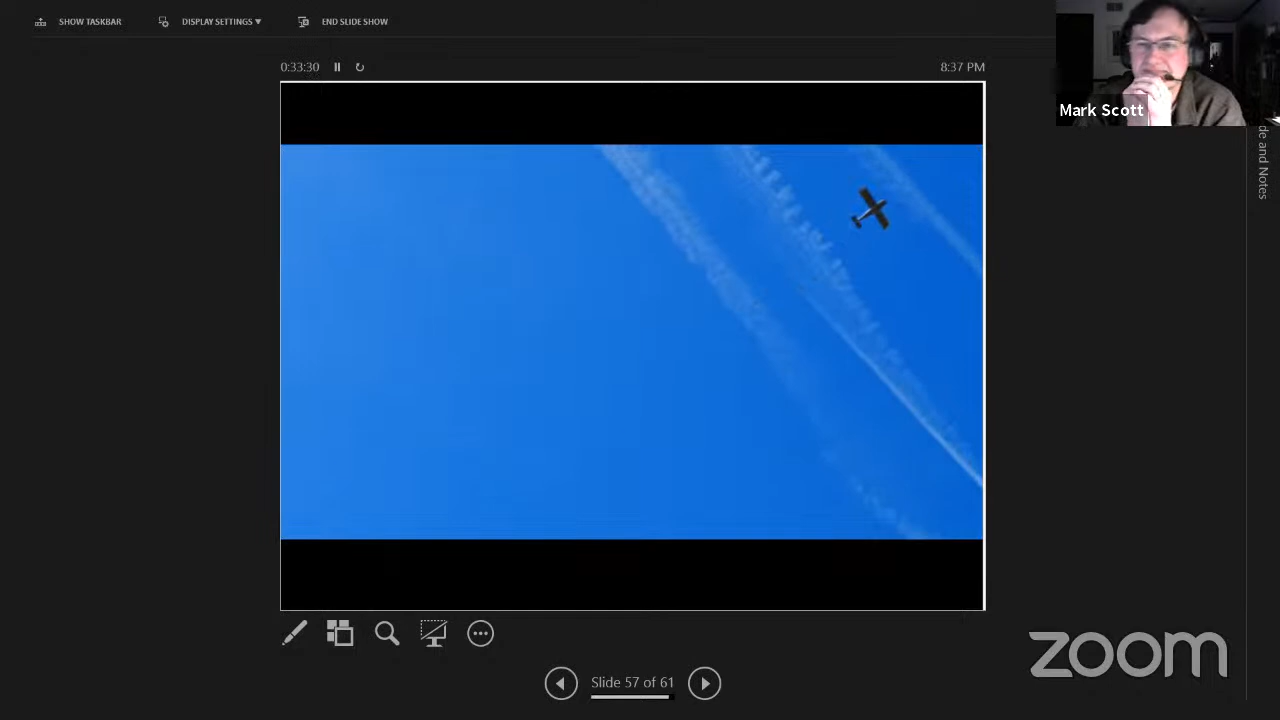 SHOW TASKBAR
DISPLAY SETTINGS ▼
END SLIDE SHOW
0:33:30
8:37 PM
Mark Scott
de and Notes
Slide 57 of 61
zoom